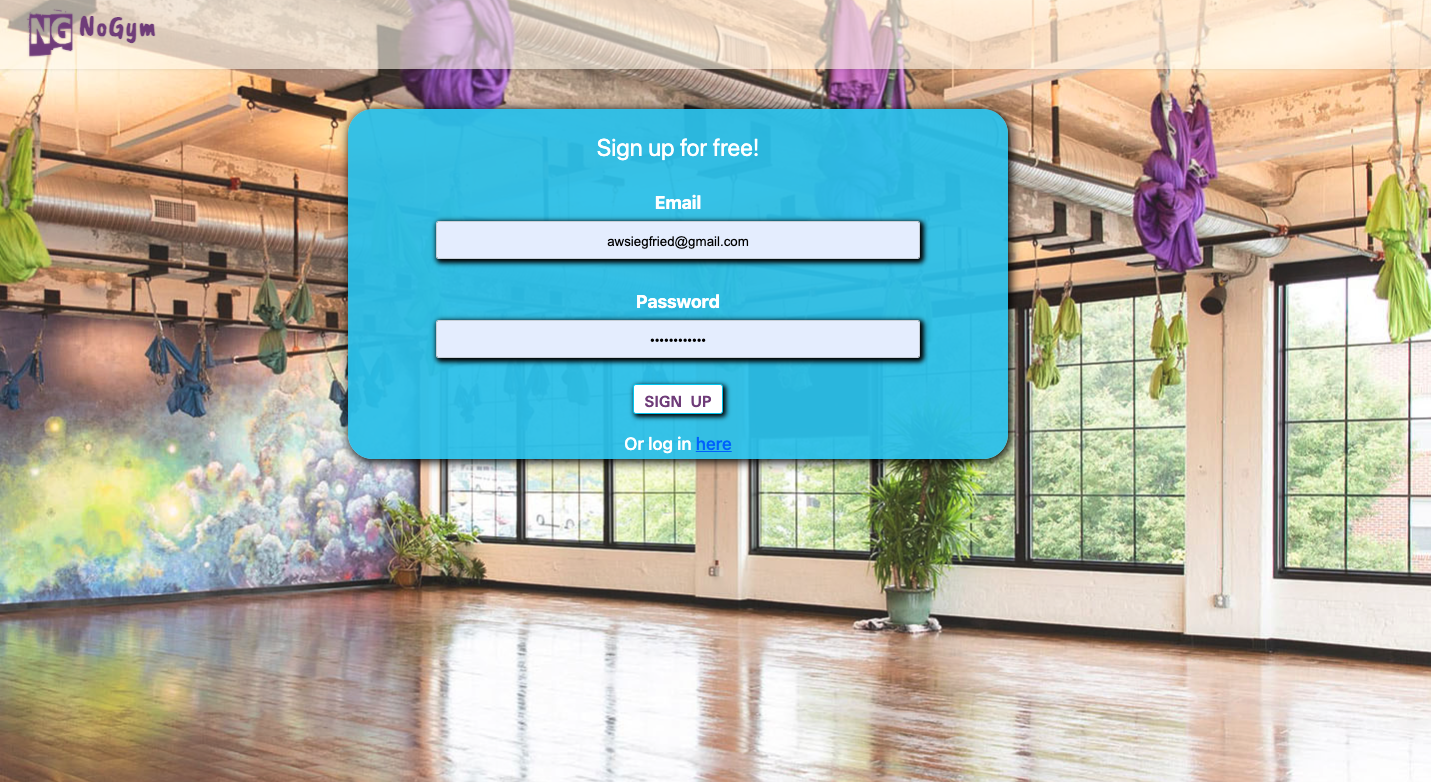 NG NoGym
Sign up for free!
Email
awsiegfried@gmail.com
Password
••••••••••••
SIGN UP
Or log in here